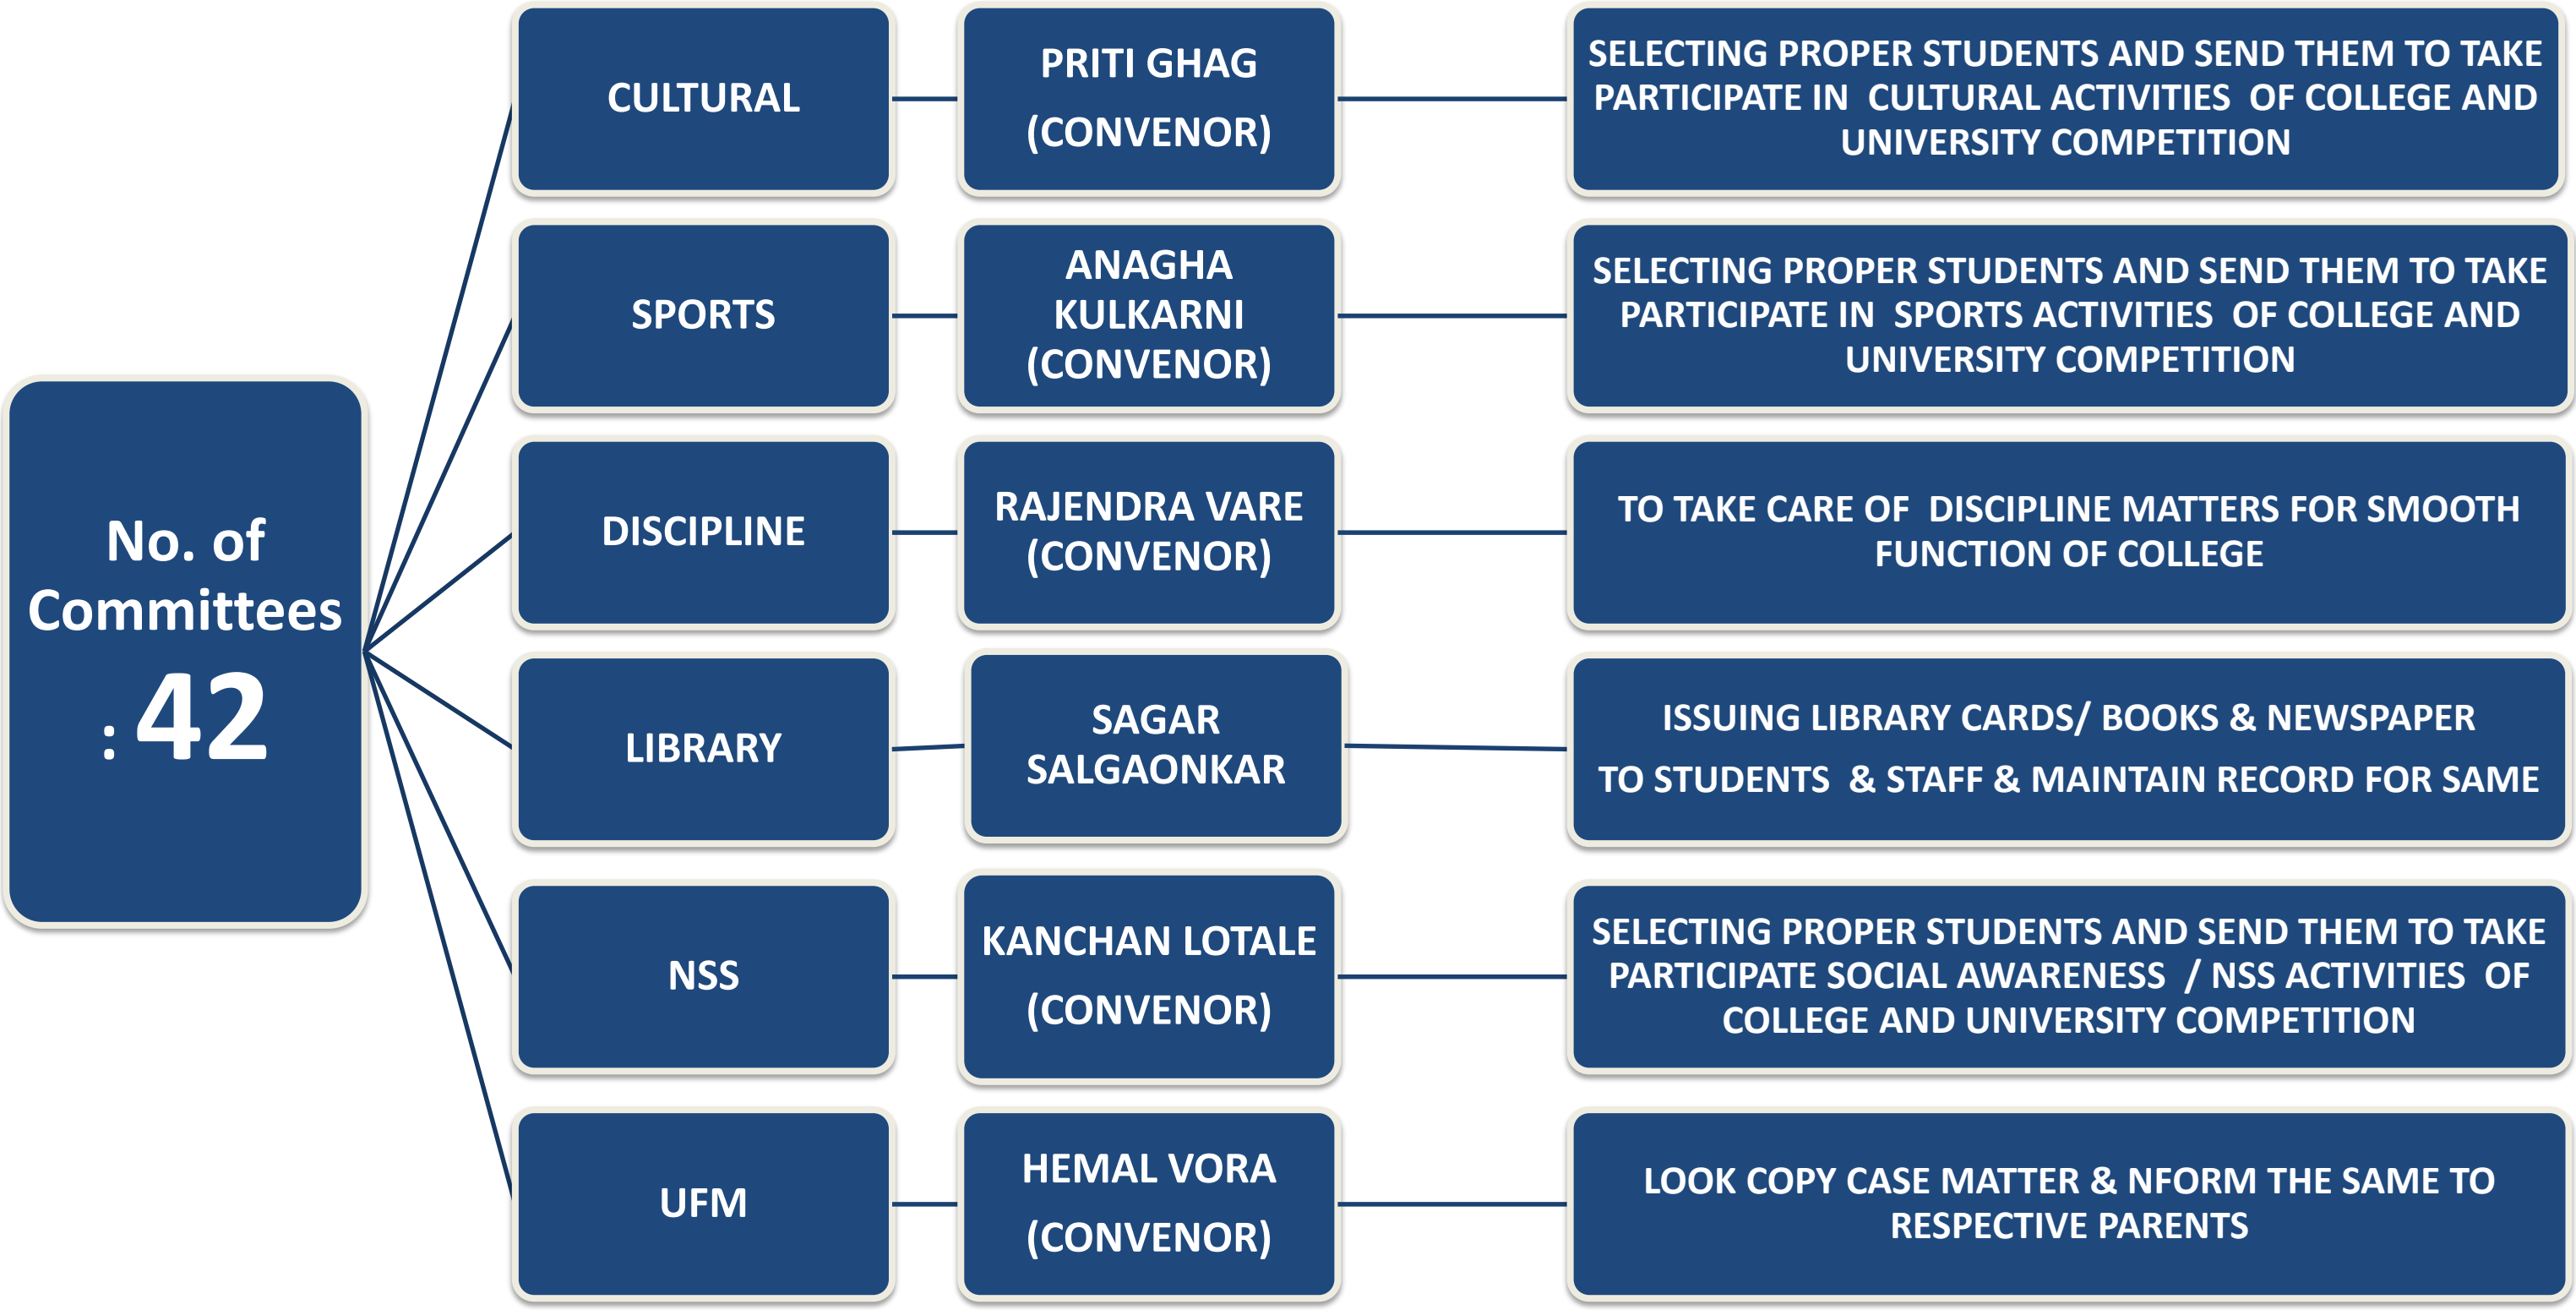 No. of
Committees
: 42
CULTURAL
PRITI GHAG
(CONVENOR)
SELECTING PROPER STUDENTS AND SEND THEM TO TAKE
PARTICIPATE IN CULTURAL ACTIVITIES OF COLLEGE AND
UNIVERSITY COMPETITION
SPORTS
ANAGHA
KULKARNI
(CONVENOR)
SELECTING PROPER STUDENTS AND SEND THEM TO TAKE
PARTICIPATE IN SPORTS ACTIVITIES OF COLLEGE AND
UNIVERSITY COMPETITION
DISCIPLINE
RAJENDRA VARE
(CONVENOR)
TO TAKE CARE OF DISCIPLINE MATTERS FOR SMOOTH
FUNCTION OF COLLEGE
LIBRARY
SAGAR
SALGAONKAR
ISSUING LIBRARY CARDS/ BOOKS & NEWSPAPER
TO STUDENTS & STAFF & MAINTAIN RECORD FOR SAME
NSS
KANCHAN LOTALE
(CONVENOR)
SELECTING PROPER STUDENTS AND SEND THEM TO TAKE
PARTICIPATE SOCIAL AWARENESS / NSS ACTIVITIES OF
COLLEGE AND UNIVERSITY COMPETITION
UFM
HEMAL VORA
(CONVENOR)
LOOK COPY CASE MATTER & NFORM THE SAME TO
RESPECTIVE PARENTS